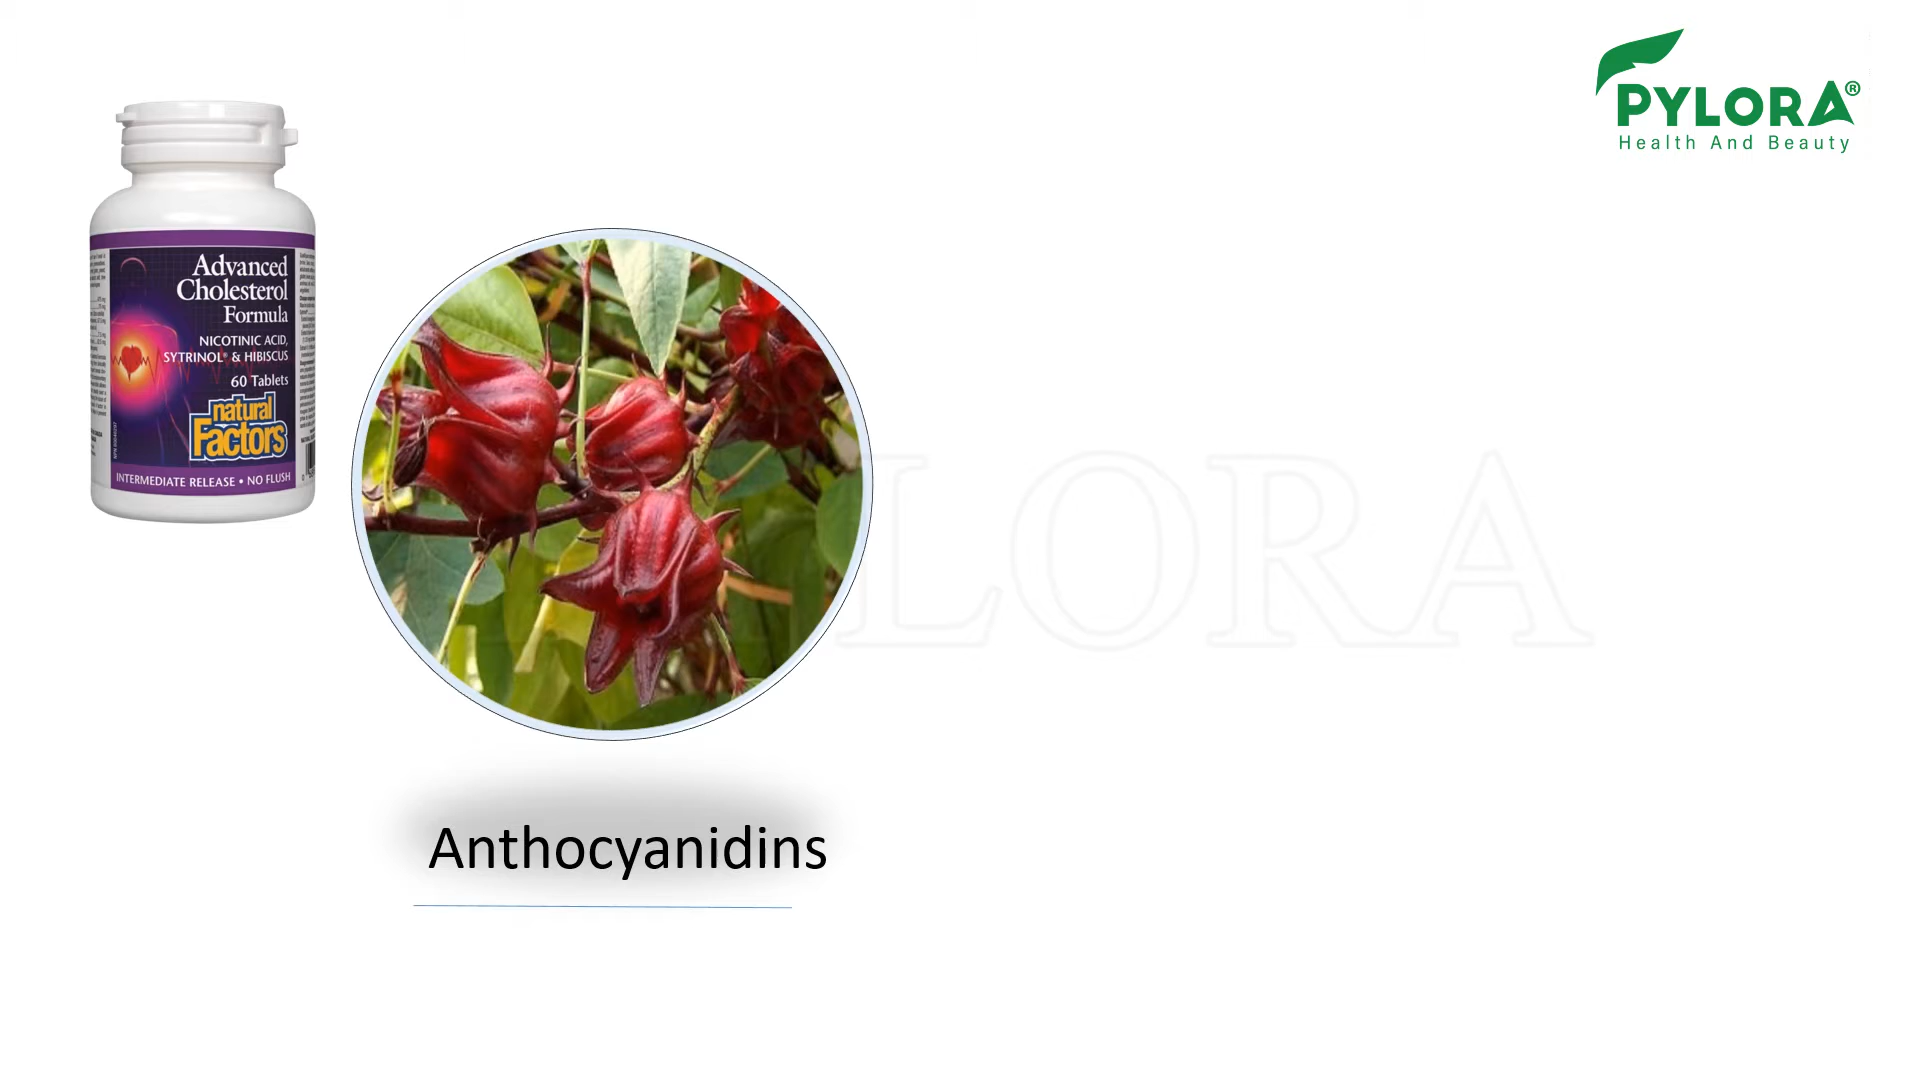 PYLORA®
Health And Beauty
Advanced
Cholesterol
Formula
NICOTINIC ACID,
SYTRINOL® & HIBISCUS
60 Tablets
natural
Factors
INTERMEDIATE RELEASE • NO FLUSH
LORA
Anthocyanidins